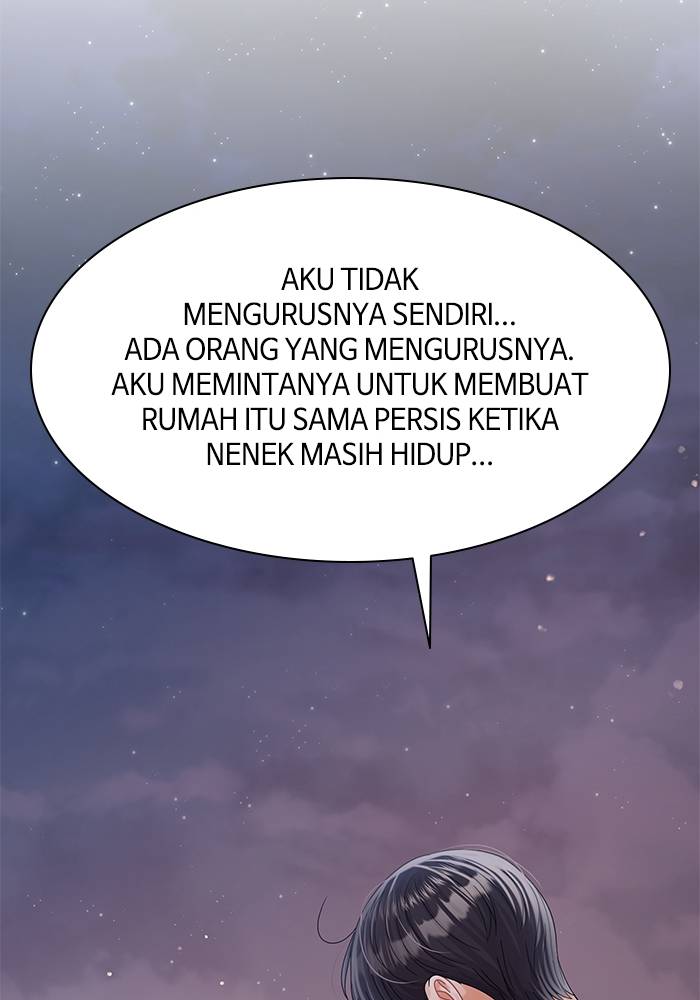 AKU TIDAK
MENGURUSNYA SENDIRI...
ADA ORANG YANG MENGURUSNYA.
AKU MEMINTANYA UNTUK MEMBUAT
RUMAH ITU SAMA PERSIS KETIKA
NENEK MASIH HIDUP...